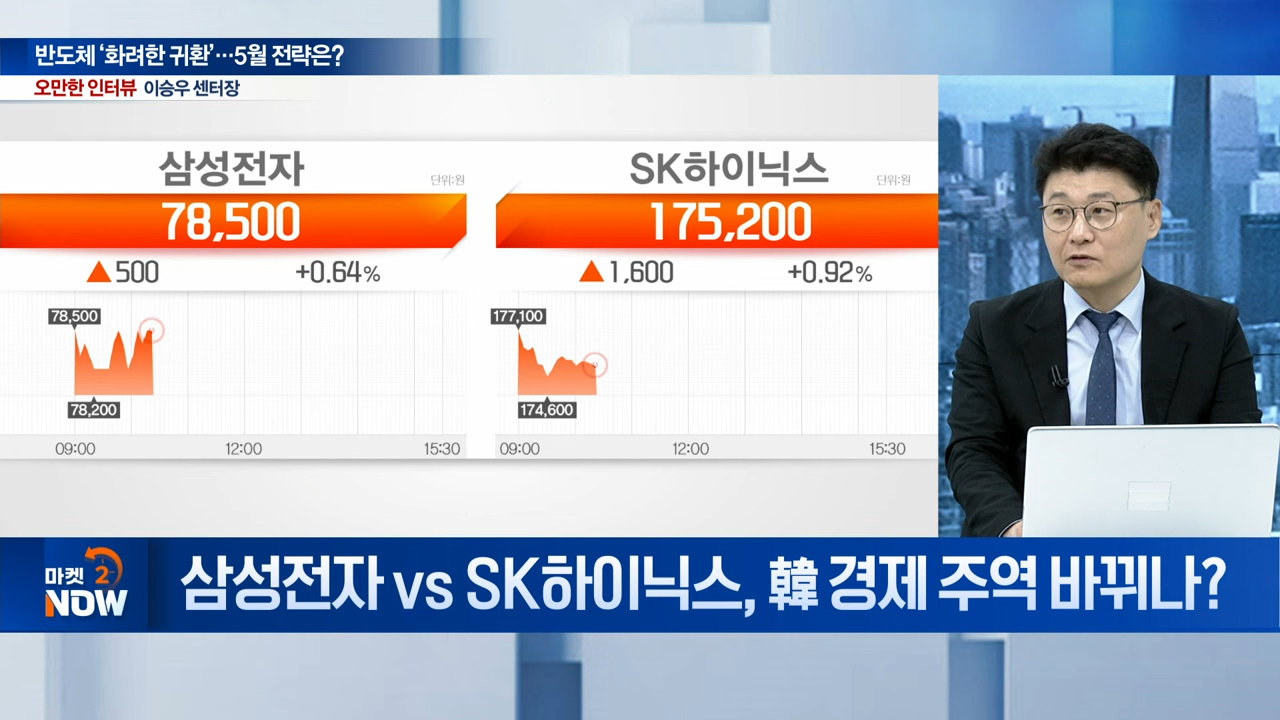 반도체 ‘화려한 귀환’…5월 전략은?
오만한 인터뷰 이승우 센터장
삼성전자
단위:원
78,500
▲500 +0.64%
78,500
78,200
09:00 12:00 15:30
SK하이닉스
단위:원
175,200
▲1,600 +0.92%
177,100
174,600
09:00 12:00 15:30
마켓 2
NOW
삼성전자 vs SK하이닉스, 韓 경제 주역 바뀌나?